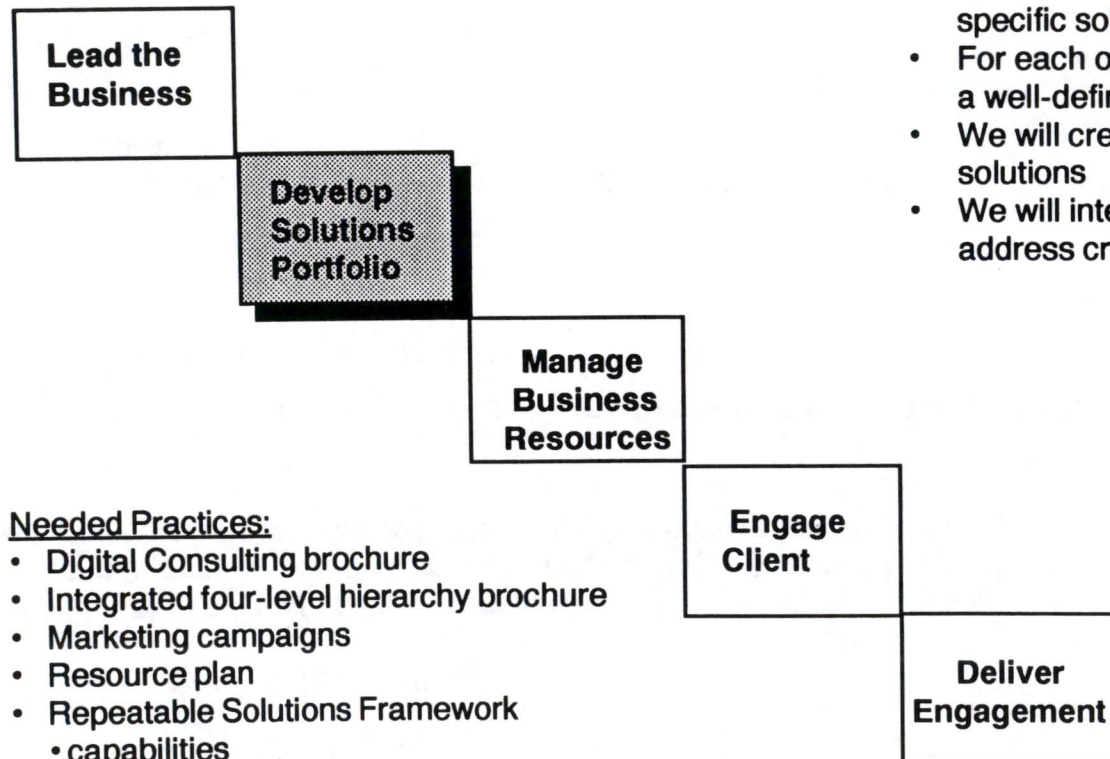 Lead the
Business
specific sol
• For each o
a well-defin
• We will cre
solutions
• We will inte
address cr
Develop
Solutions
Portfolio
Manage
Business
Resources
Engage
Client
Deliver
Engagement
Needed Practices:
• Digital Consulting brochure
• Integrated four-level hierarchy brochure
• Marketing campaigns
• Resource plan
• Repeatable Solutions Framework
• capabilities